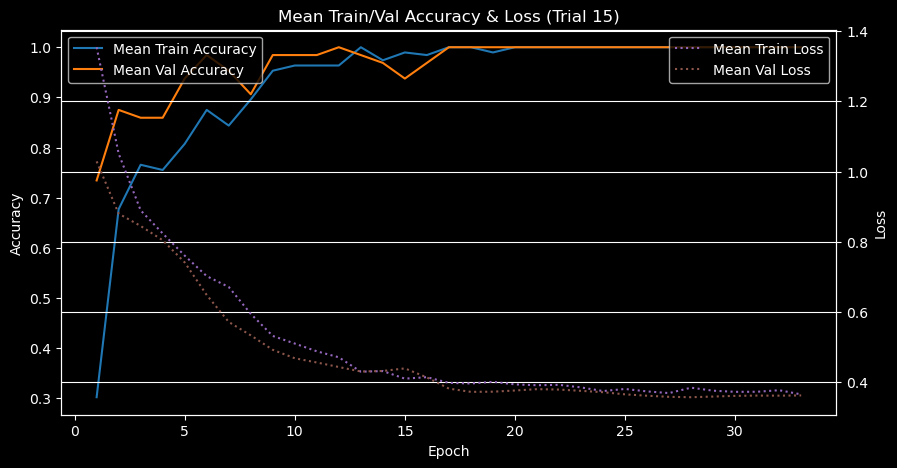 Mean Train/Val Accuracy & Loss (Trial 15)
Mean Train Accuracy
Mean Val Accuracy
Mean Train Loss
Mean Val Loss
1.0
0.9
0.8
0.7
0.6
0.5
0.4
0.3
Accuracy
1.4
1.2
1.0
0.8
0.6
0.4
Loss
0 5 10 15 20 25 30
Epoch